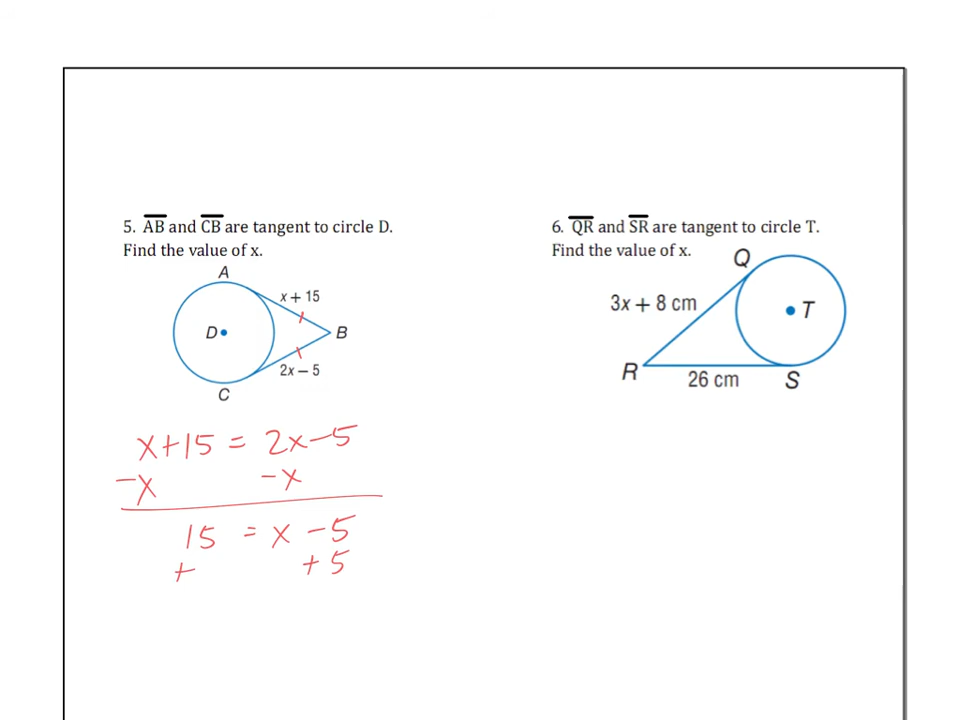 5. AB and CB are tangent to circle D.
Find the value of x.
A
x + 15
D
B
2x – 5
C
x+15 = 2x-5
-x -x
15 = x -5
+ +5
6. QR and SR are tangent to circle T.
Find the value of x.
Q
3x + 8 cm
T
R
26 cm
S